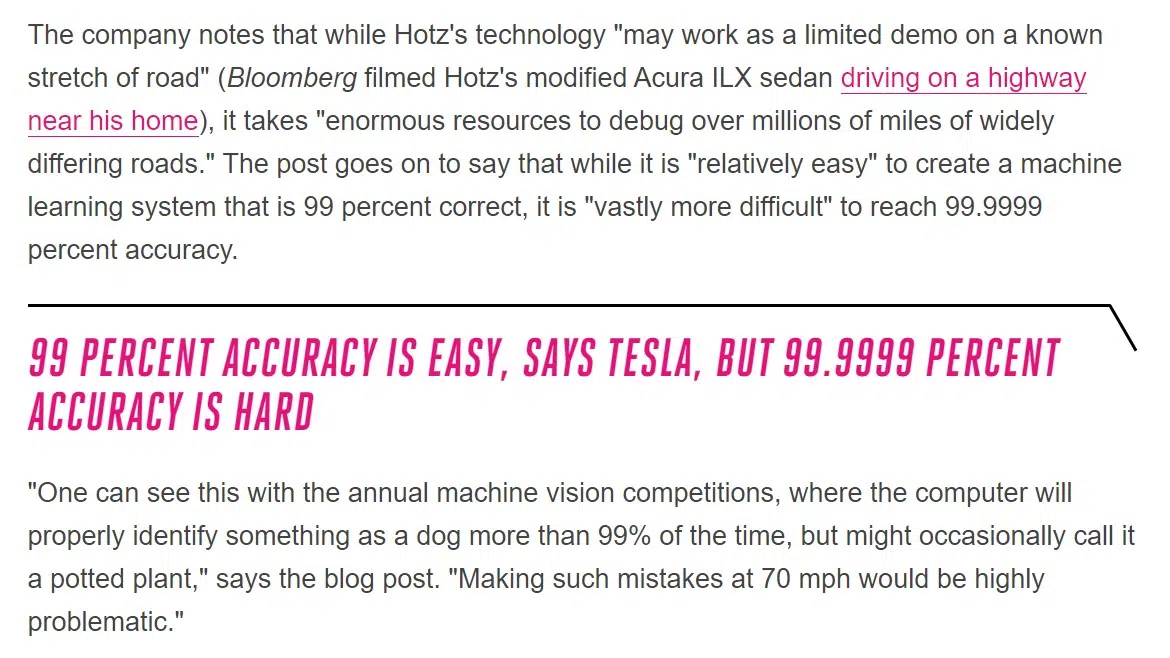 The company notes that while Hotz's technology "may work as a limited demo on a known
stretch of road" (Bloomberg filmed Hotz's modified Acura ILX sedan driving on a highway
near his home), it takes "enormous resources to debug over millions of miles of widely
differing roads." The post goes on to say that while it is "relatively easy" to create a machine
learning system that is 99 percent correct, it is "vastly more difficult" to reach 99.9999
percent accuracy.
99 PERCENT ACCURACY IS EASY, SAYS TESLA, BUT 99.9999 PERCENT
ACCURACY IS HARD
"One can see this with the annual machine vision competitions, where the computer will
properly identify something as a dog more than 99% of the time, but might occasionally call it
a potted plant," says the blog post. "Making such mistakes at 70 mph would be highly
problematic."